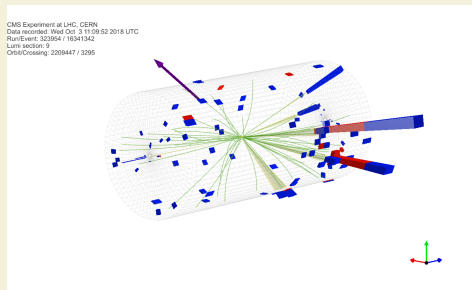 CMS Experiment at LHC, CERN
Data recorded: Wed Oct 3 11:09:52 2018 UTC
Run/Event: 323954 / 16341342
Lumi section: 9
Orbit/Crossing: 2209447 / 3295